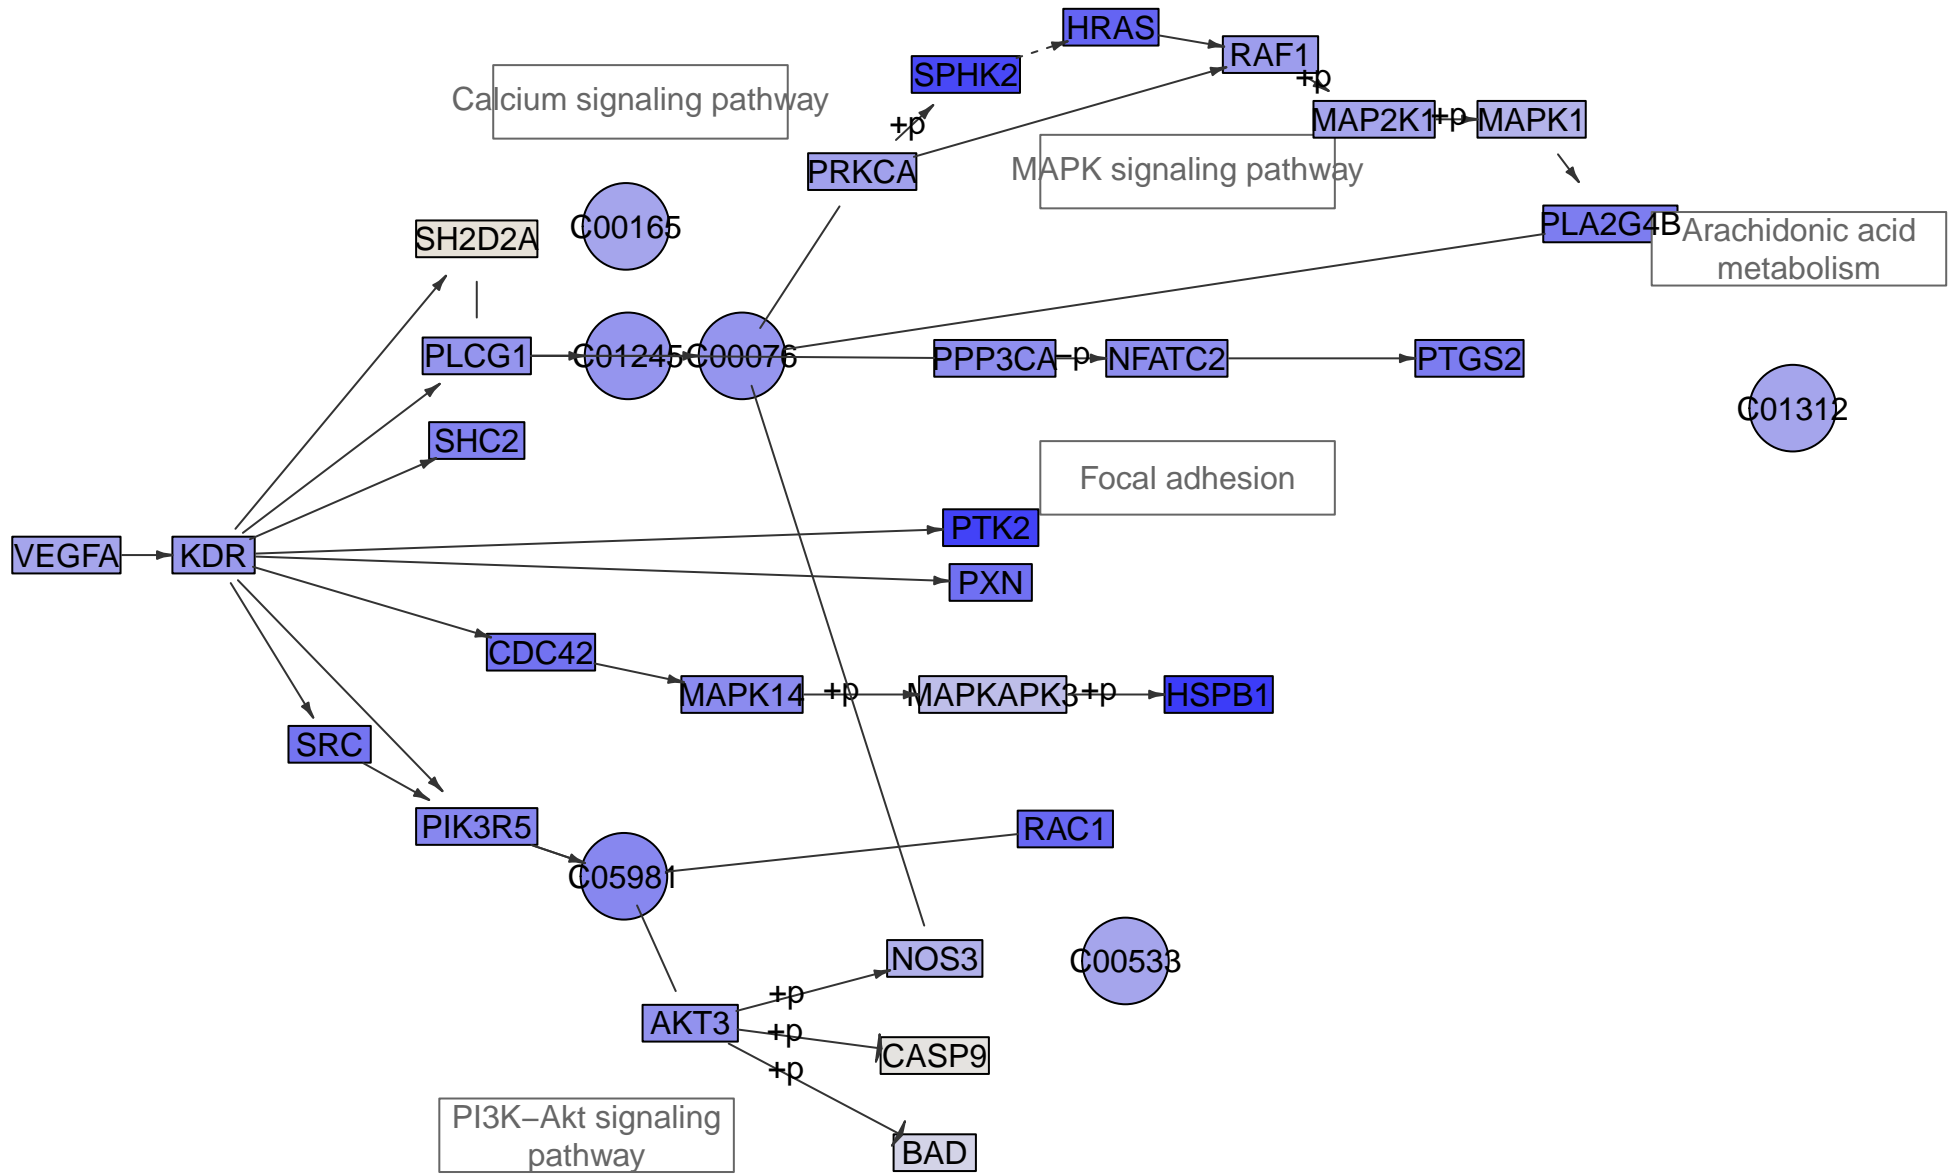 HRAS
RAF1
SPHK2
+p
Calcium signaling pathway
MAP2K1
+p
MAPK1
+p
PRKCA
MAPK signaling pathway
C00165
SH2D2A
PLA2G4B
Arachidonic acid
metabolism
PLCG1
C01245
C00076
PPP3CA
−p
NFATC2
PTGS2
C01312
SHC2
Focal adhesion
PTK2
VEGFA
KDR
PXN
CDC42
MAPK14
+p
MAPKAPK3
+p
HSPB1
SRC
PIK3R5
RAC1
C05981
NOS3
C00533
+p
AKT3
+p
CASP9
+p
PI3K−Akt signaling
pathway
BAD